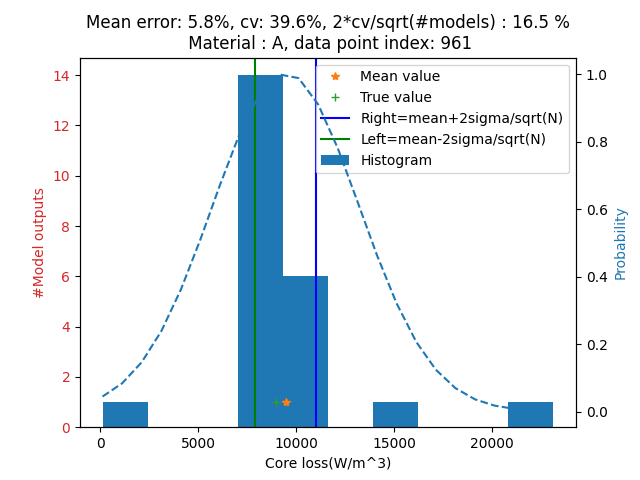 Mean error: 5.8%, cv: 39.6%, 2*cv/sqrt(#models) : 16.5 %
Material : A, data point index: 961
Mean value
True value
Right=mean+2sigma/sqrt(N)
Left=mean-2sigma/sqrt(N)
Histogram
#Model outputs
14
12
10
8
6
4
2
0
1.0
0.8
0.6
0.4
0.2
0.0
Probability
0 5000 10000 15000 20000
Core loss(W/m^3)